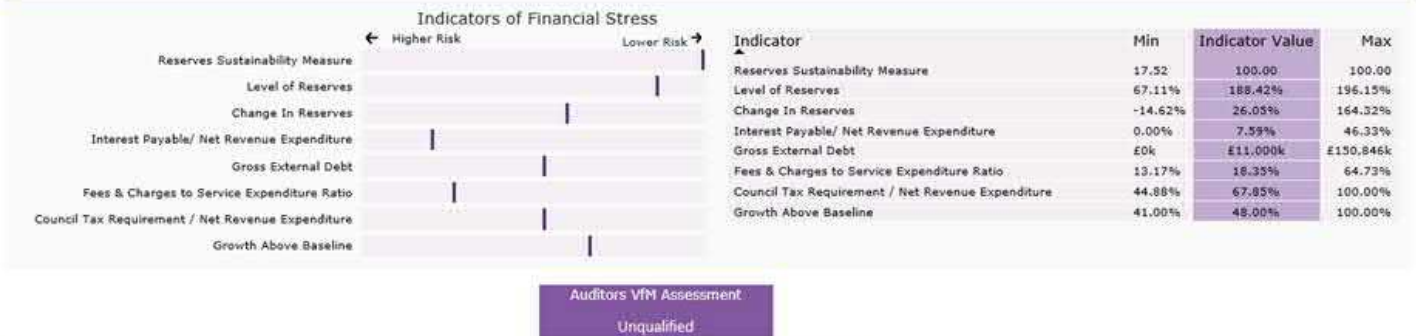 Indicators of Financial Stress
← Higher Risk Lower Risk →
Reserves Sustainability Measure
Level of Reserves
Change In Reserves
Interest Payable/ Net Revenue Expenditure
Gross External Debt
Fees & Charges to Service Expenditure Ratio
Council Tax Requirement / Net Revenue Expenditure
Growth Above Baseline
Indicator Min Indicator Value Max
Reserves Sustainability Measure 17.52 100.00 100.00
Level of Reserves 67.11% 188.42% 196.15%
Change In Reserves -14.62% 26.05% 164.32%
Interest Payable/ Net Revenue Expenditure 0.00% 7.59% 46.33%
Gross External Debt £0k £11.000k £150,846k
Fees & Charges to Service Expenditure Ratio 13.17% 18.35% 64.73%
Council Tax Requirement / Net Revenue Expenditure 44.88% 67.85% 100.00%
Growth Above Baseline 41.00% 48.00% 100.00%
Auditors VfM Assessment
Unqualified